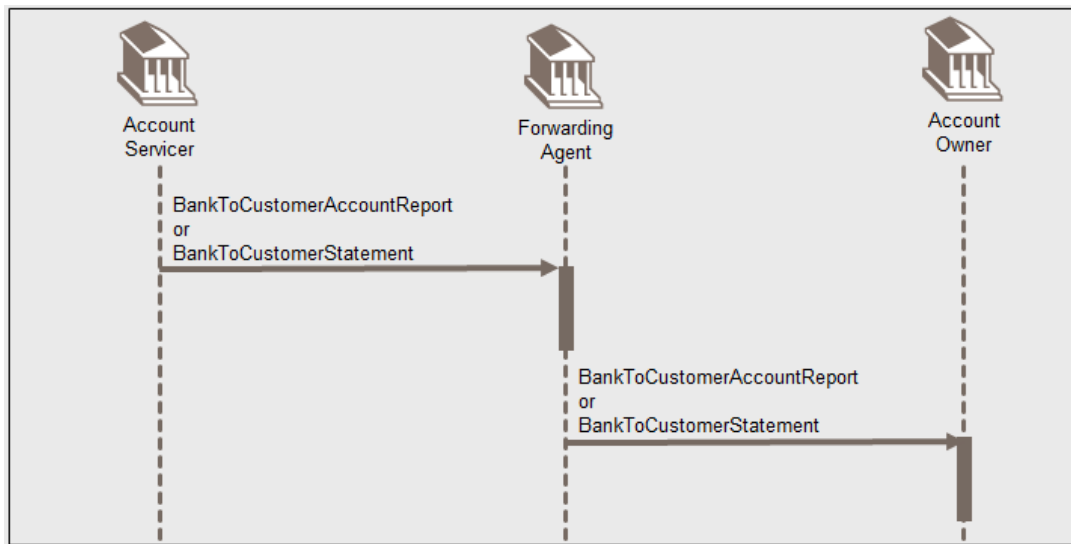 Account
Servicer
Forwarding
Agent
Account
Owner
BankToCustomerAccountReport
or
BankToCustomerStatement
BankToCustomerAccountReport
or
BankToCustomerStatement